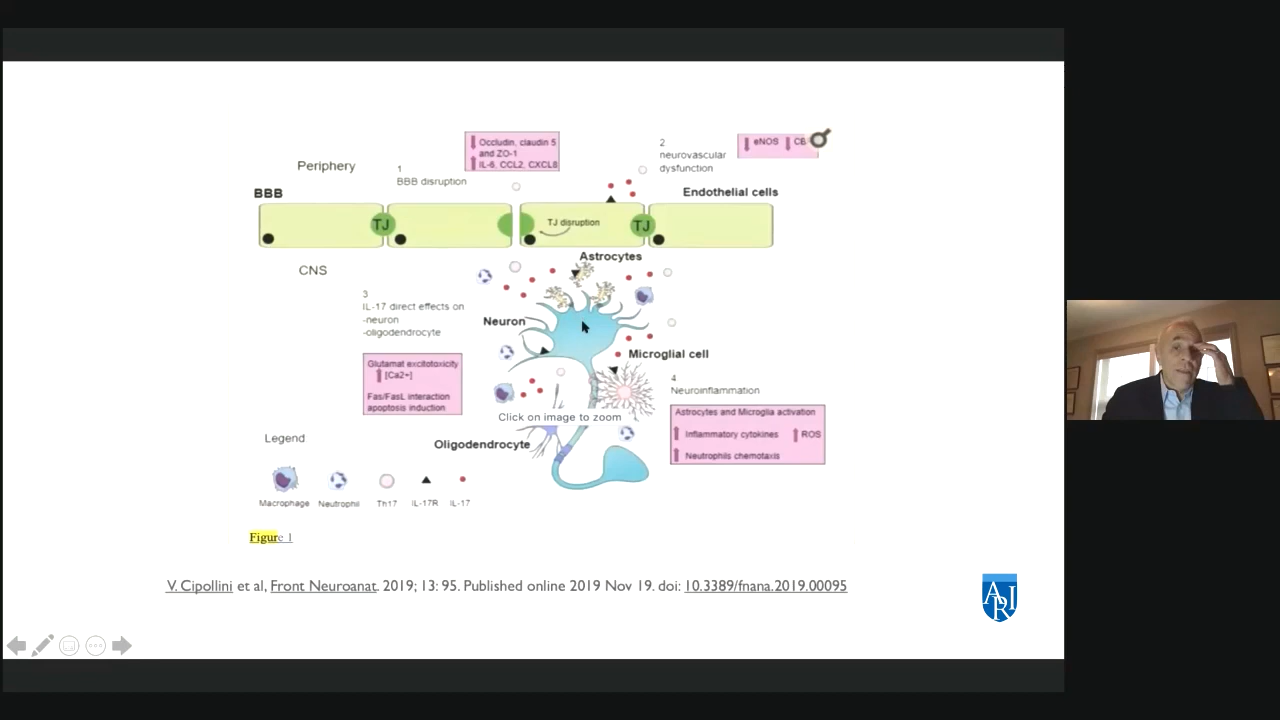 Occludin, claudin 5
and ZO-1
IL-6, CCL2, CXCL8
2
neurovascular
dysfunction
eNOS CB
Periphery
1
BBB disruption
BBB
Endothelial cells
TJ
TJ disruption
TJ
CNS
Astrocytes
3
IL-17 direct effects on
-neuron
-oligodendrocyte
Neuron
Microglial cell
Glutamat excitotoxicity
[Ca2+]
Fas/FasL interaction
apoptosis induction
4
Neuroinflammation
Astrocytes and Microglia activation
Inflammatory cytokines ROS
Neutrophils chemotaxis
Click on image to zoom
Legend
Oligodendrocyte
Macrophage Neutrophil Th17 IL-17R IL-17
Figure 1
V. Cipollini et al, Front Neuroanat. 2019; 13: 95. Published online 2019 Nov 19. doi: 10.3389/fnana.2019.00095
ADRI